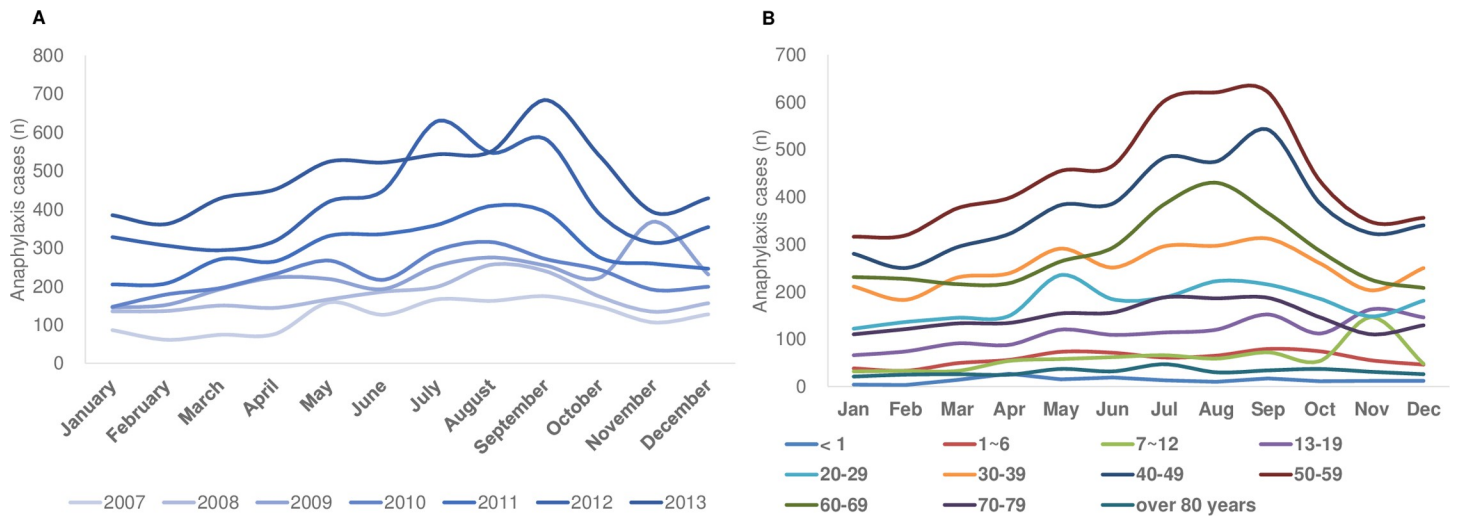 A
Anaphylaxis cases (n)
800
700
600
500
400
300
200
100
0
January February March April May June July August September October November December
2007 2008 2009 2010 2011 2012 2013
B
Anaphylaxis cases (n)
700
600
500
400
300
200
100
0
Jan Feb Mar Apr May Jun Jul Aug Sep Oct Nov Dec
< 1 1~6 7~12 13-19
20-29 30-39 40-49 50-59
60-69 70-79 over 80 years